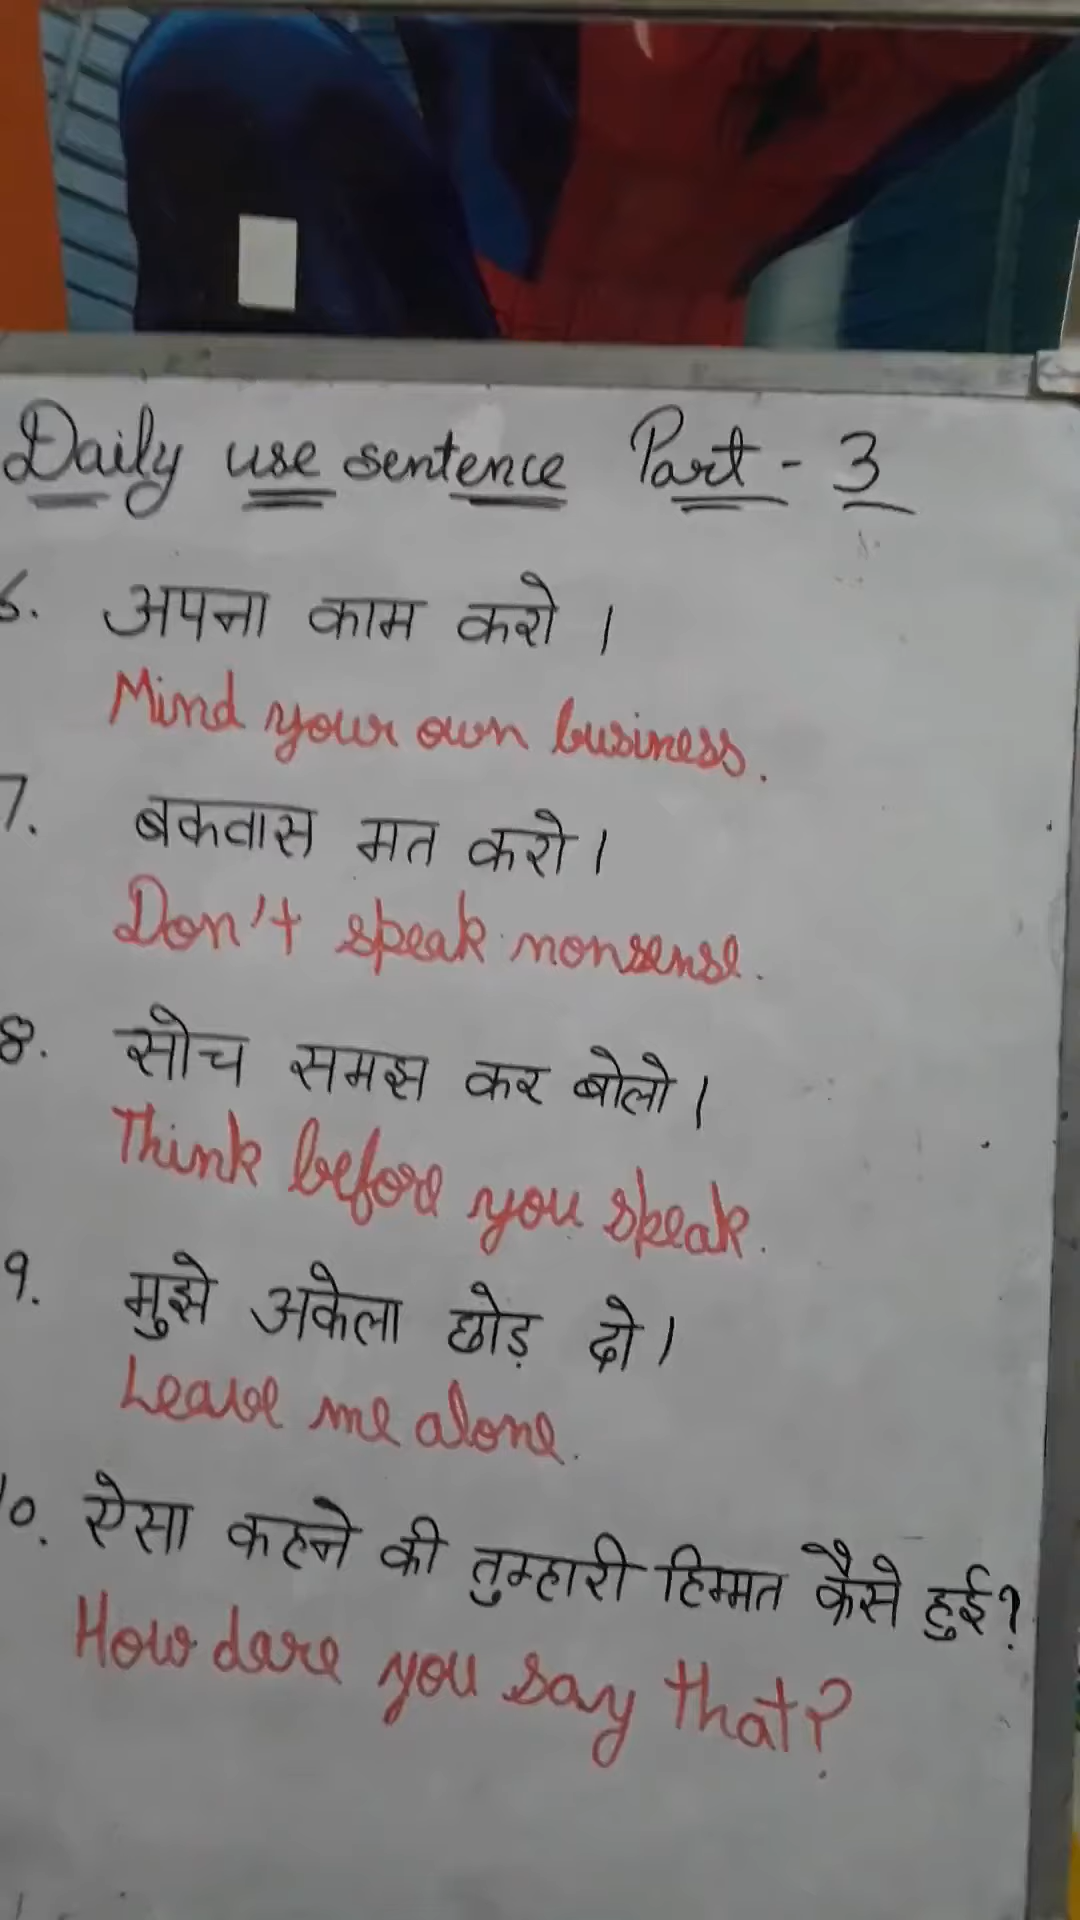 Daily use sentence Part - 3
6. अपना काम करो ।
Mind your own business.
7. बकवास मत करो ।
Don't speak nonsense.
8. सोच समझ कर बोलो ।
Think before you speak.
9. मुझे अकेला छोड़ दो ।
Leave me alone.
10. ऐसा कहने की तुम्हारी हिम्मत कैसे हुई?
How dare you say that?